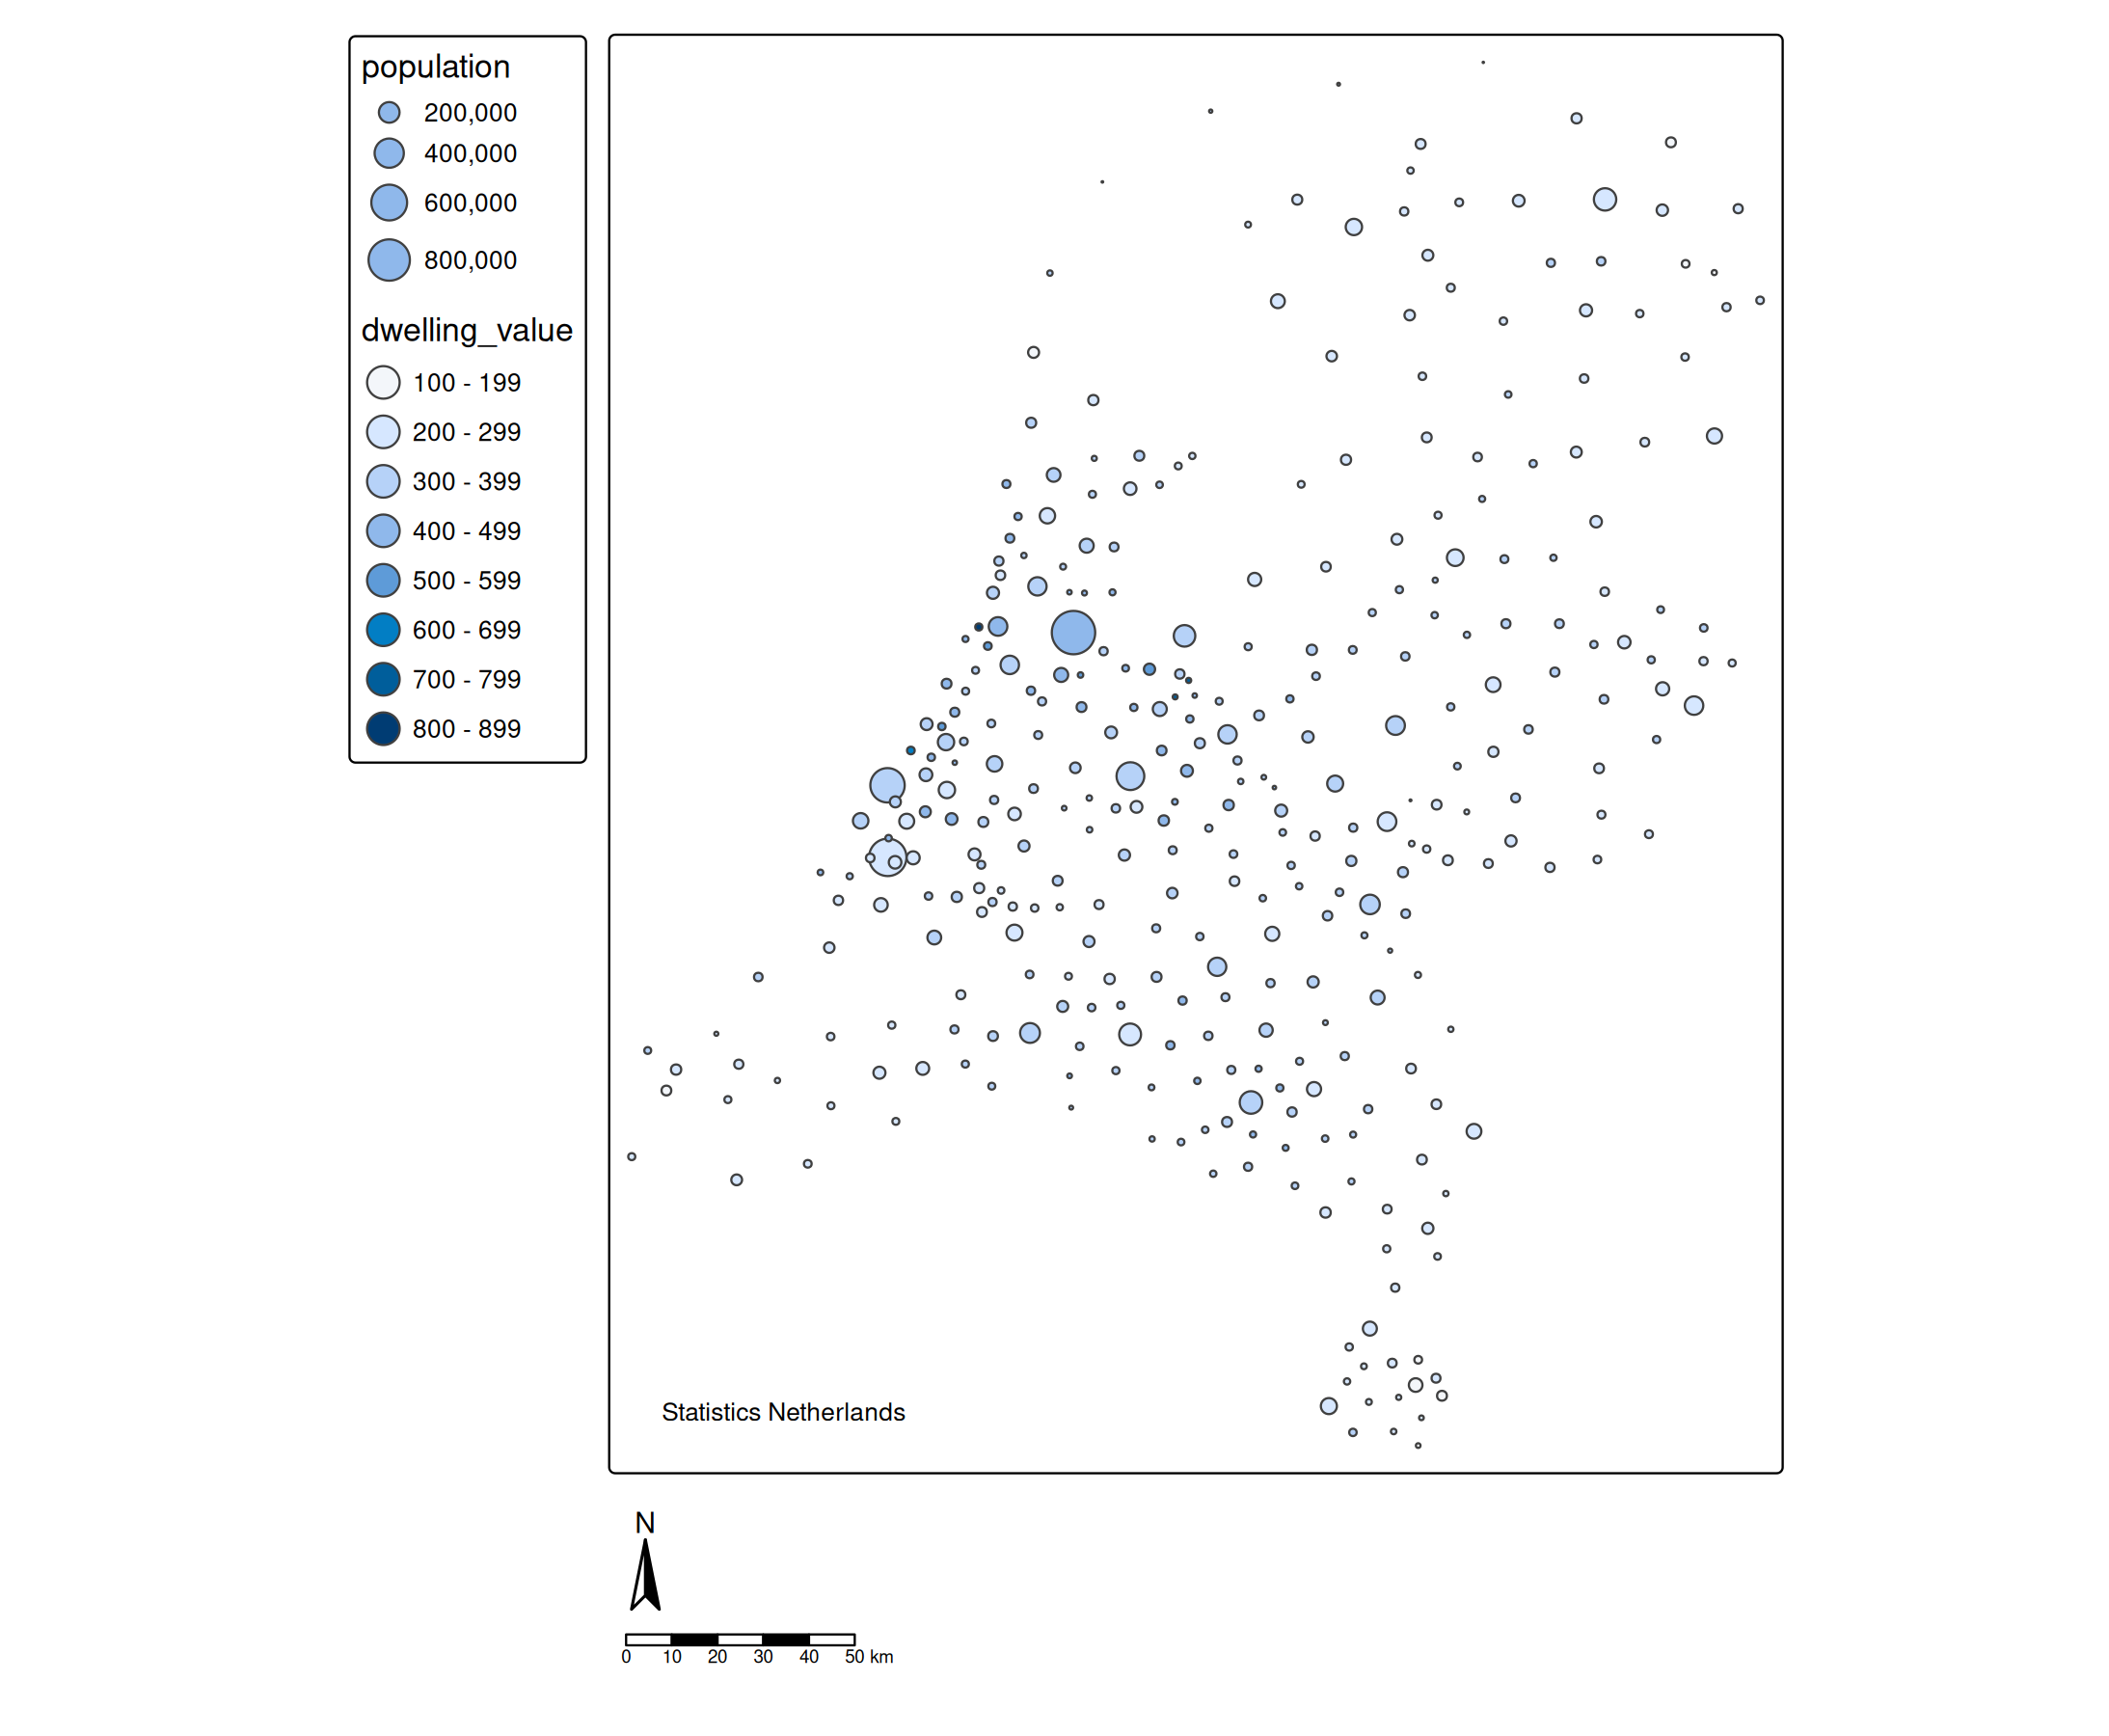 population
200,000
400,000
600,000
800,000
dwelling_value
100 - 199
200 - 299
300 - 399
400 - 499
500 - 599
600 - 699
700 - 799
800 - 899
Statistics Netherlands
N
0 10 20 30 40 50 km